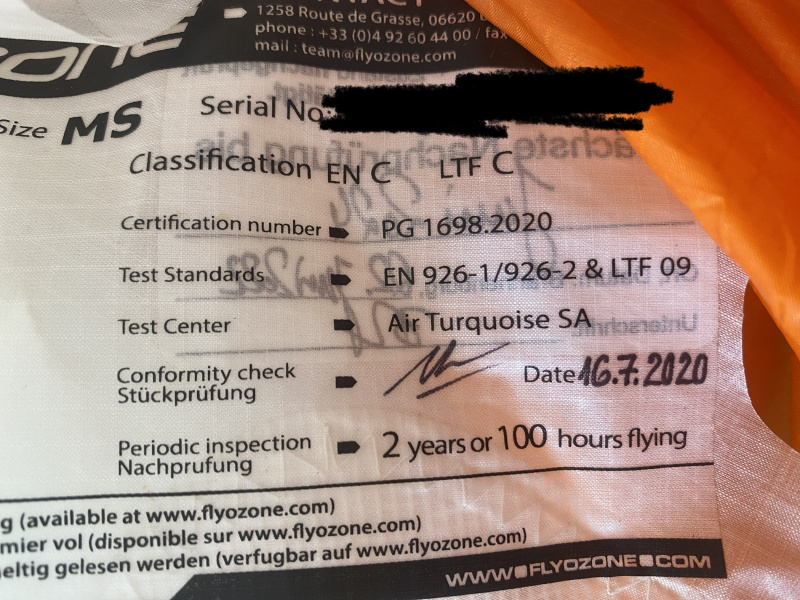 1258 Route de Grasse, 06620
phone : +33 (0)4 92 60 44 00 / fax
mail : team@flyozone.com
Size MS
Serial No:
Classification EN C LTF C
Certification number PG 1698.2020
Test Standards EN 926-1/926-2 & LTF 09
Test Center Air Turquoise SA
Conformity check
Stückprüfung
Date 16.7.2020
Periodic inspection
Nachprufung
2 years or 100 hours flying
g (available at www.flyozone.com)
mier vol (disponible sur www.flyozone.com)
eltig gelesen werden (verfugbar auf www.flyozone.com)
WWW.FLYOZONE.COM